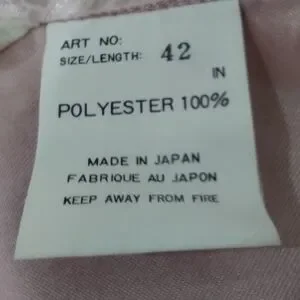 ART NO:
SIZE/LENGTH: 42
IN
POLYESTER 100%
MADE IN JAPAN
FABRIQUE AU JAPON
KEEP AWAY FROM FIRE